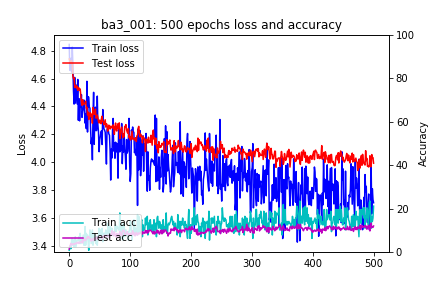 ba3_001: 500 epochs loss and accuracy
Train loss
Test loss
Train acc
Test acc
Loss
Accuracy
4.8
4.6
4.4
4.2
4.0
3.8
3.6
3.4
100
80
60
40
20
0
0
100
200
300
400
500